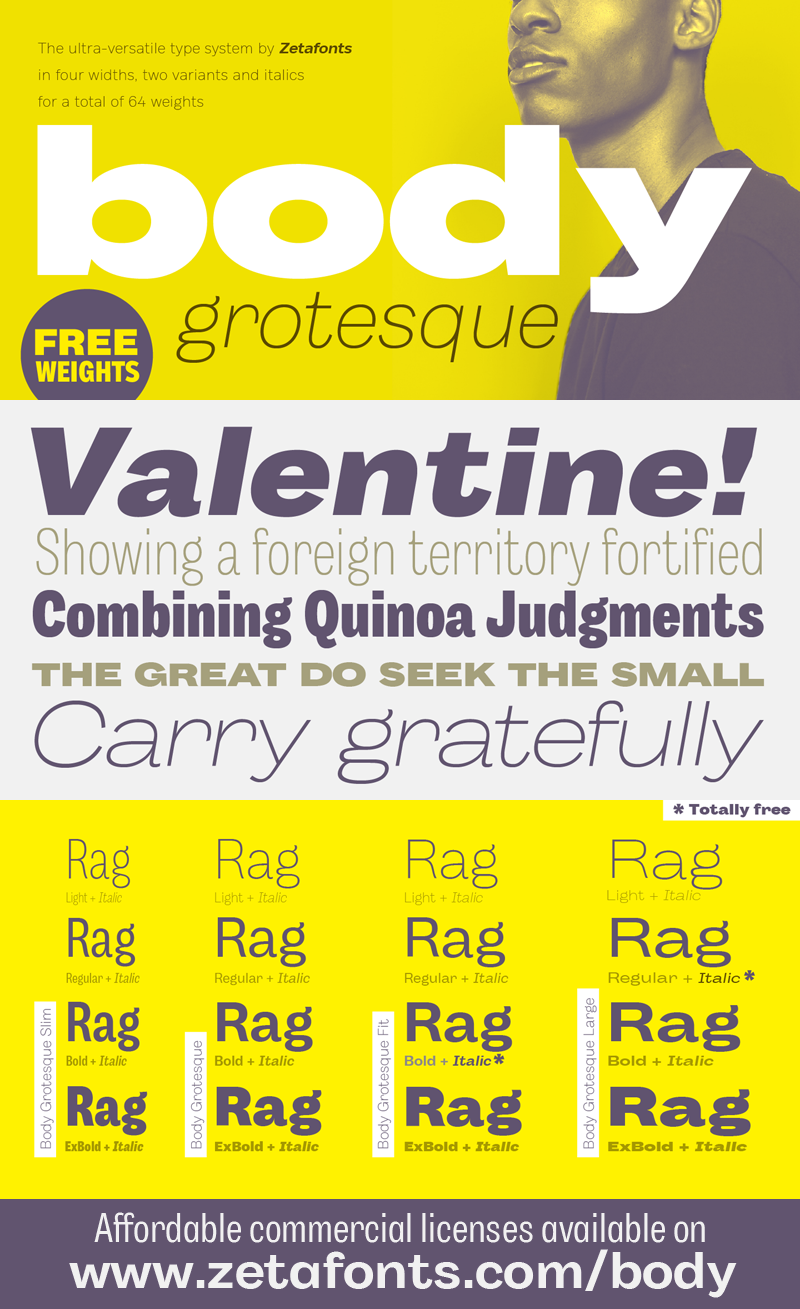 The ultra-versatile type system by Zetafonts
in four widths, two variants and italics
for a total of 64 weights
body
grotesque
FREE
WEIGHTS
Valentine!
Showing a foreign territory fortified
Combining Quinoa Judgments
THE GREAT DO SEEK THE SMALL
Carry gratefully
* Totally free
Body Grotesque Slim
Rag
Light + Italic
Rag
Regular + Italic
Rag
Bold + Italic
Rag
ExBold + Italic
Body Grotesque
Rag
Light + Italic
Rag
Regular + Italic
Rag
Bold + Italic
Rag
ExBold + Italic
Body Grotesque Fit
Rag
Light + Italic
Rag
Regular + Italic
Rag
Bold + Italic*
Rag
ExBold + Italic
Body Grotesque Large
Rag
Light + Italic
Rag
Regular + Italic*
Rag
Bold + Italic
Rag
ExBold + Italic
Affordable commercial licenses available on
www.zetafonts.com/body